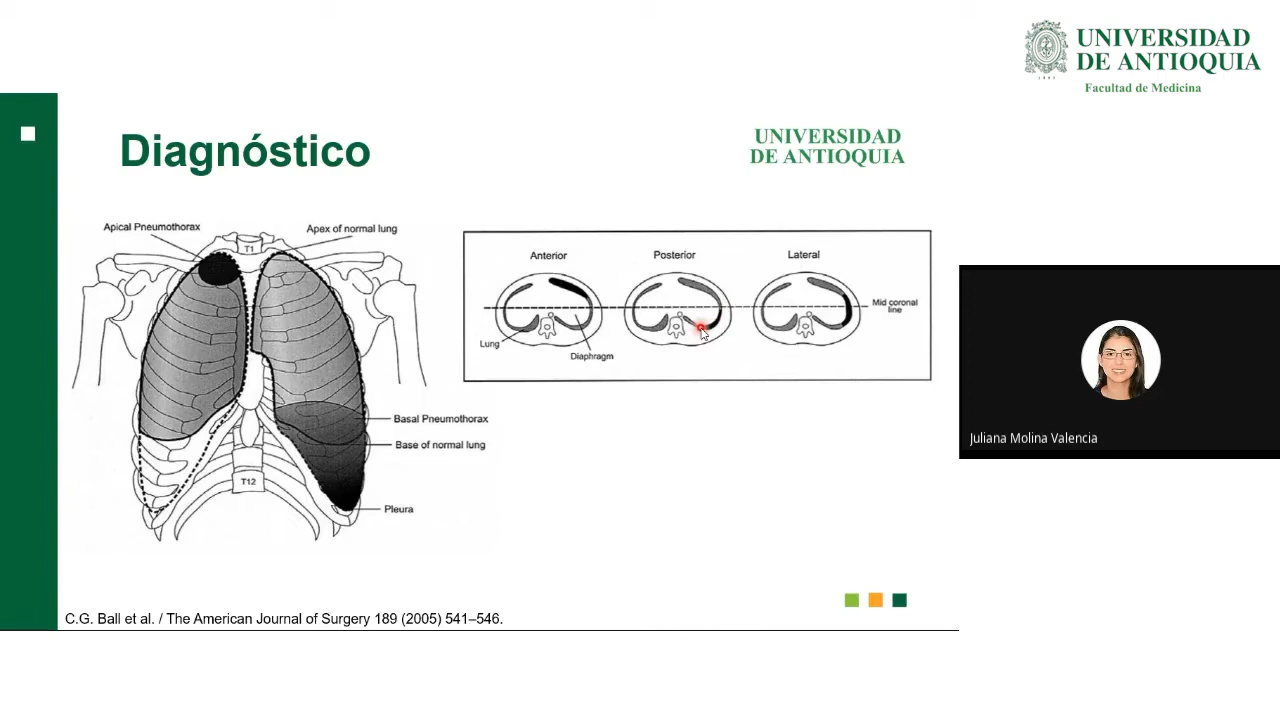 UNIVERSIDAD
DE ANTIOQUIA
1803
Facultad de Medicina
Diagnóstico
UNIVERSIDAD
DE ANTIOQUIA
Apical Pneumothorax
T1
Apex of normal lung
Basal Pneumothorax
Base of normal lung
T12
Pleura
Anterior
Posterior
Lateral
Mid coronal
line
Lung
Diaphragm
Juliana Molina Valencia
C.G. Ball et al. / The American Journal of Surgery 189 (2005) 541–546.